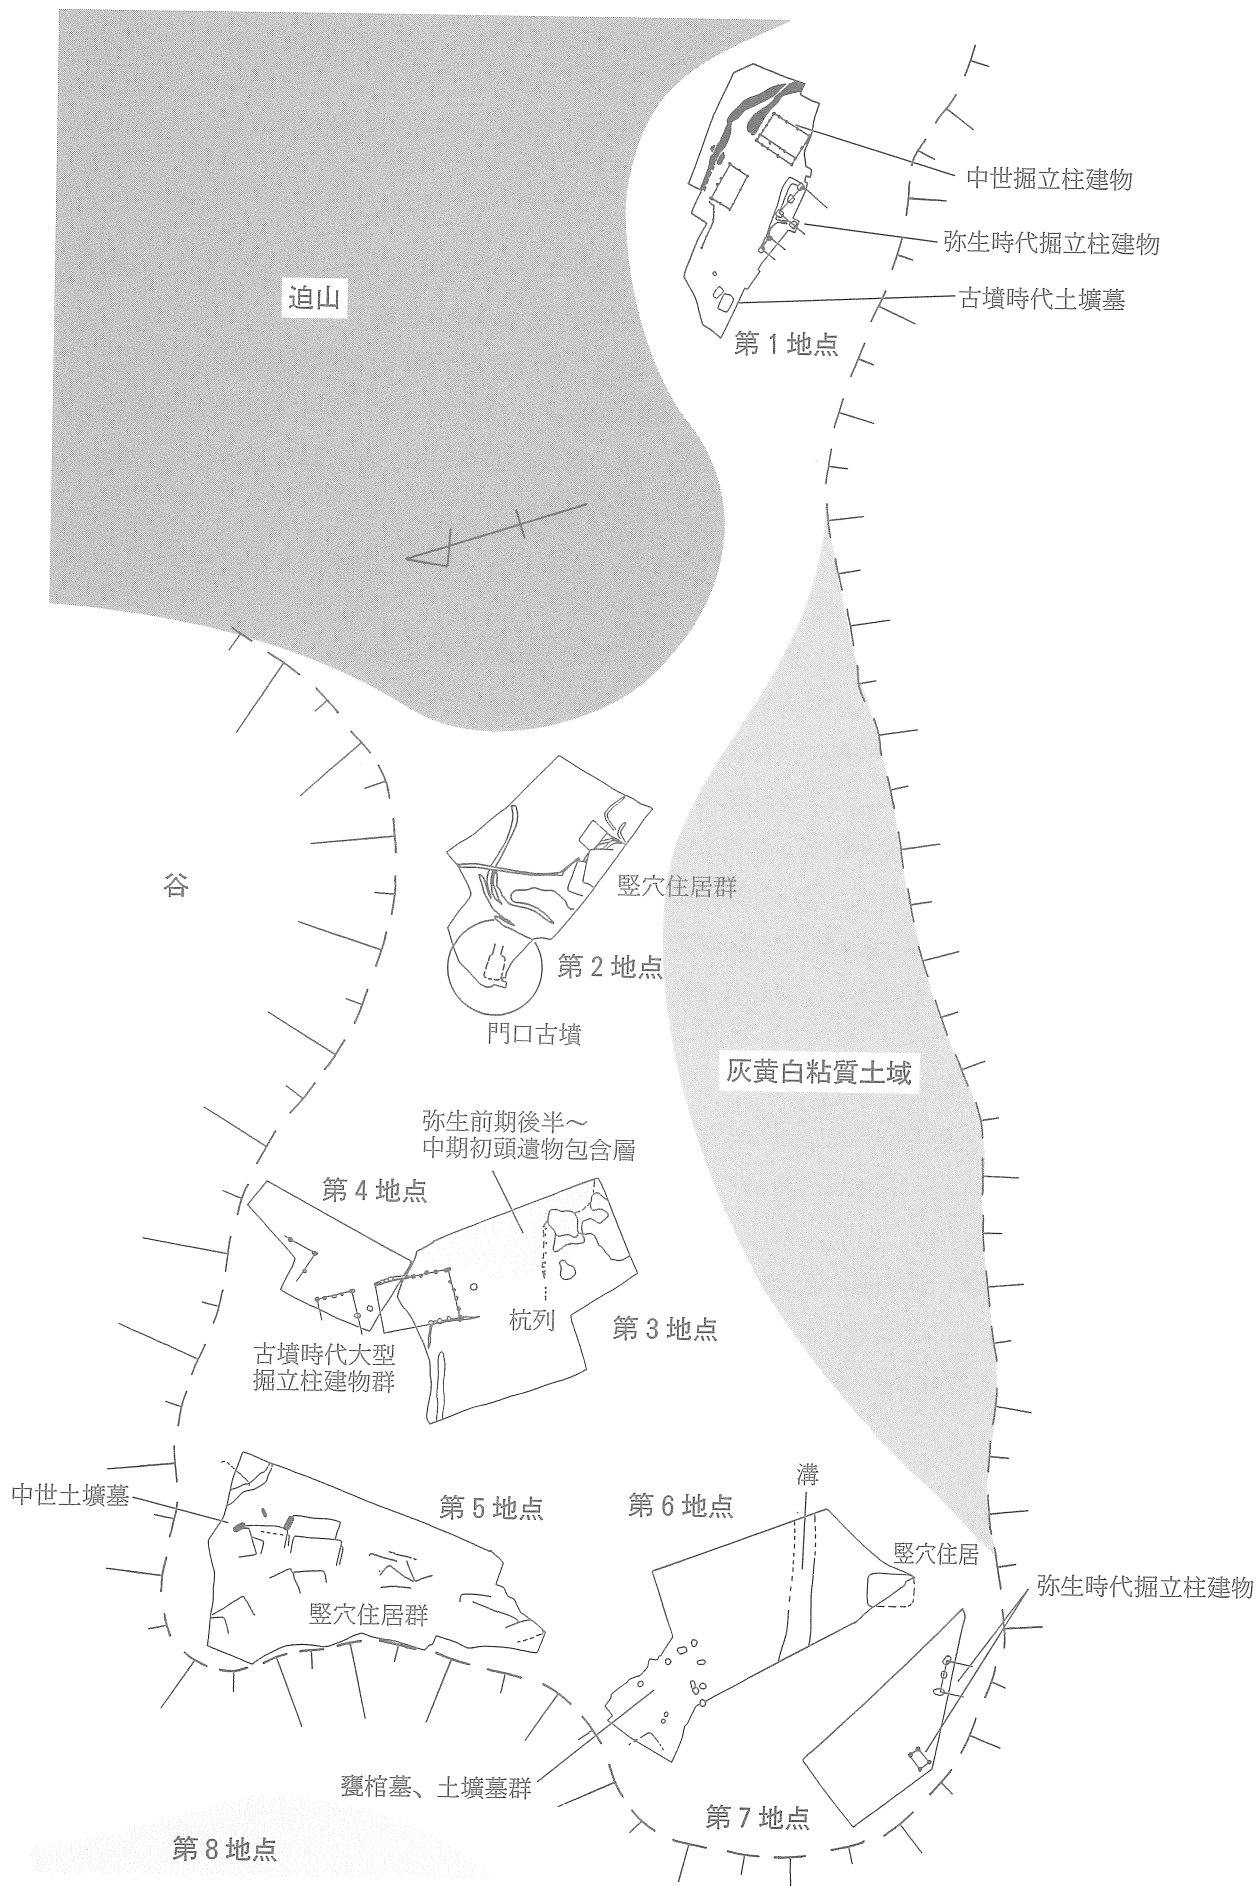 中世掘立柱建物
弥生時代掘立柱建物
迫山
古墳時代土壙墓
第1地点
谷
竪穴住居群
第2地点
門口古墳
灰黄白粘質土域
弥生前期後半～
中期初頭遺物包含層
第4地点
杭列
第3地点
古墳時代大型
掘立柱建物群
中世土壙墓
第5地点
第6地点
溝
竪穴住居
弥生時代掘立柱建物
竪穴住居群
甕棺墓、土壙墓群
第7地点
第8地点